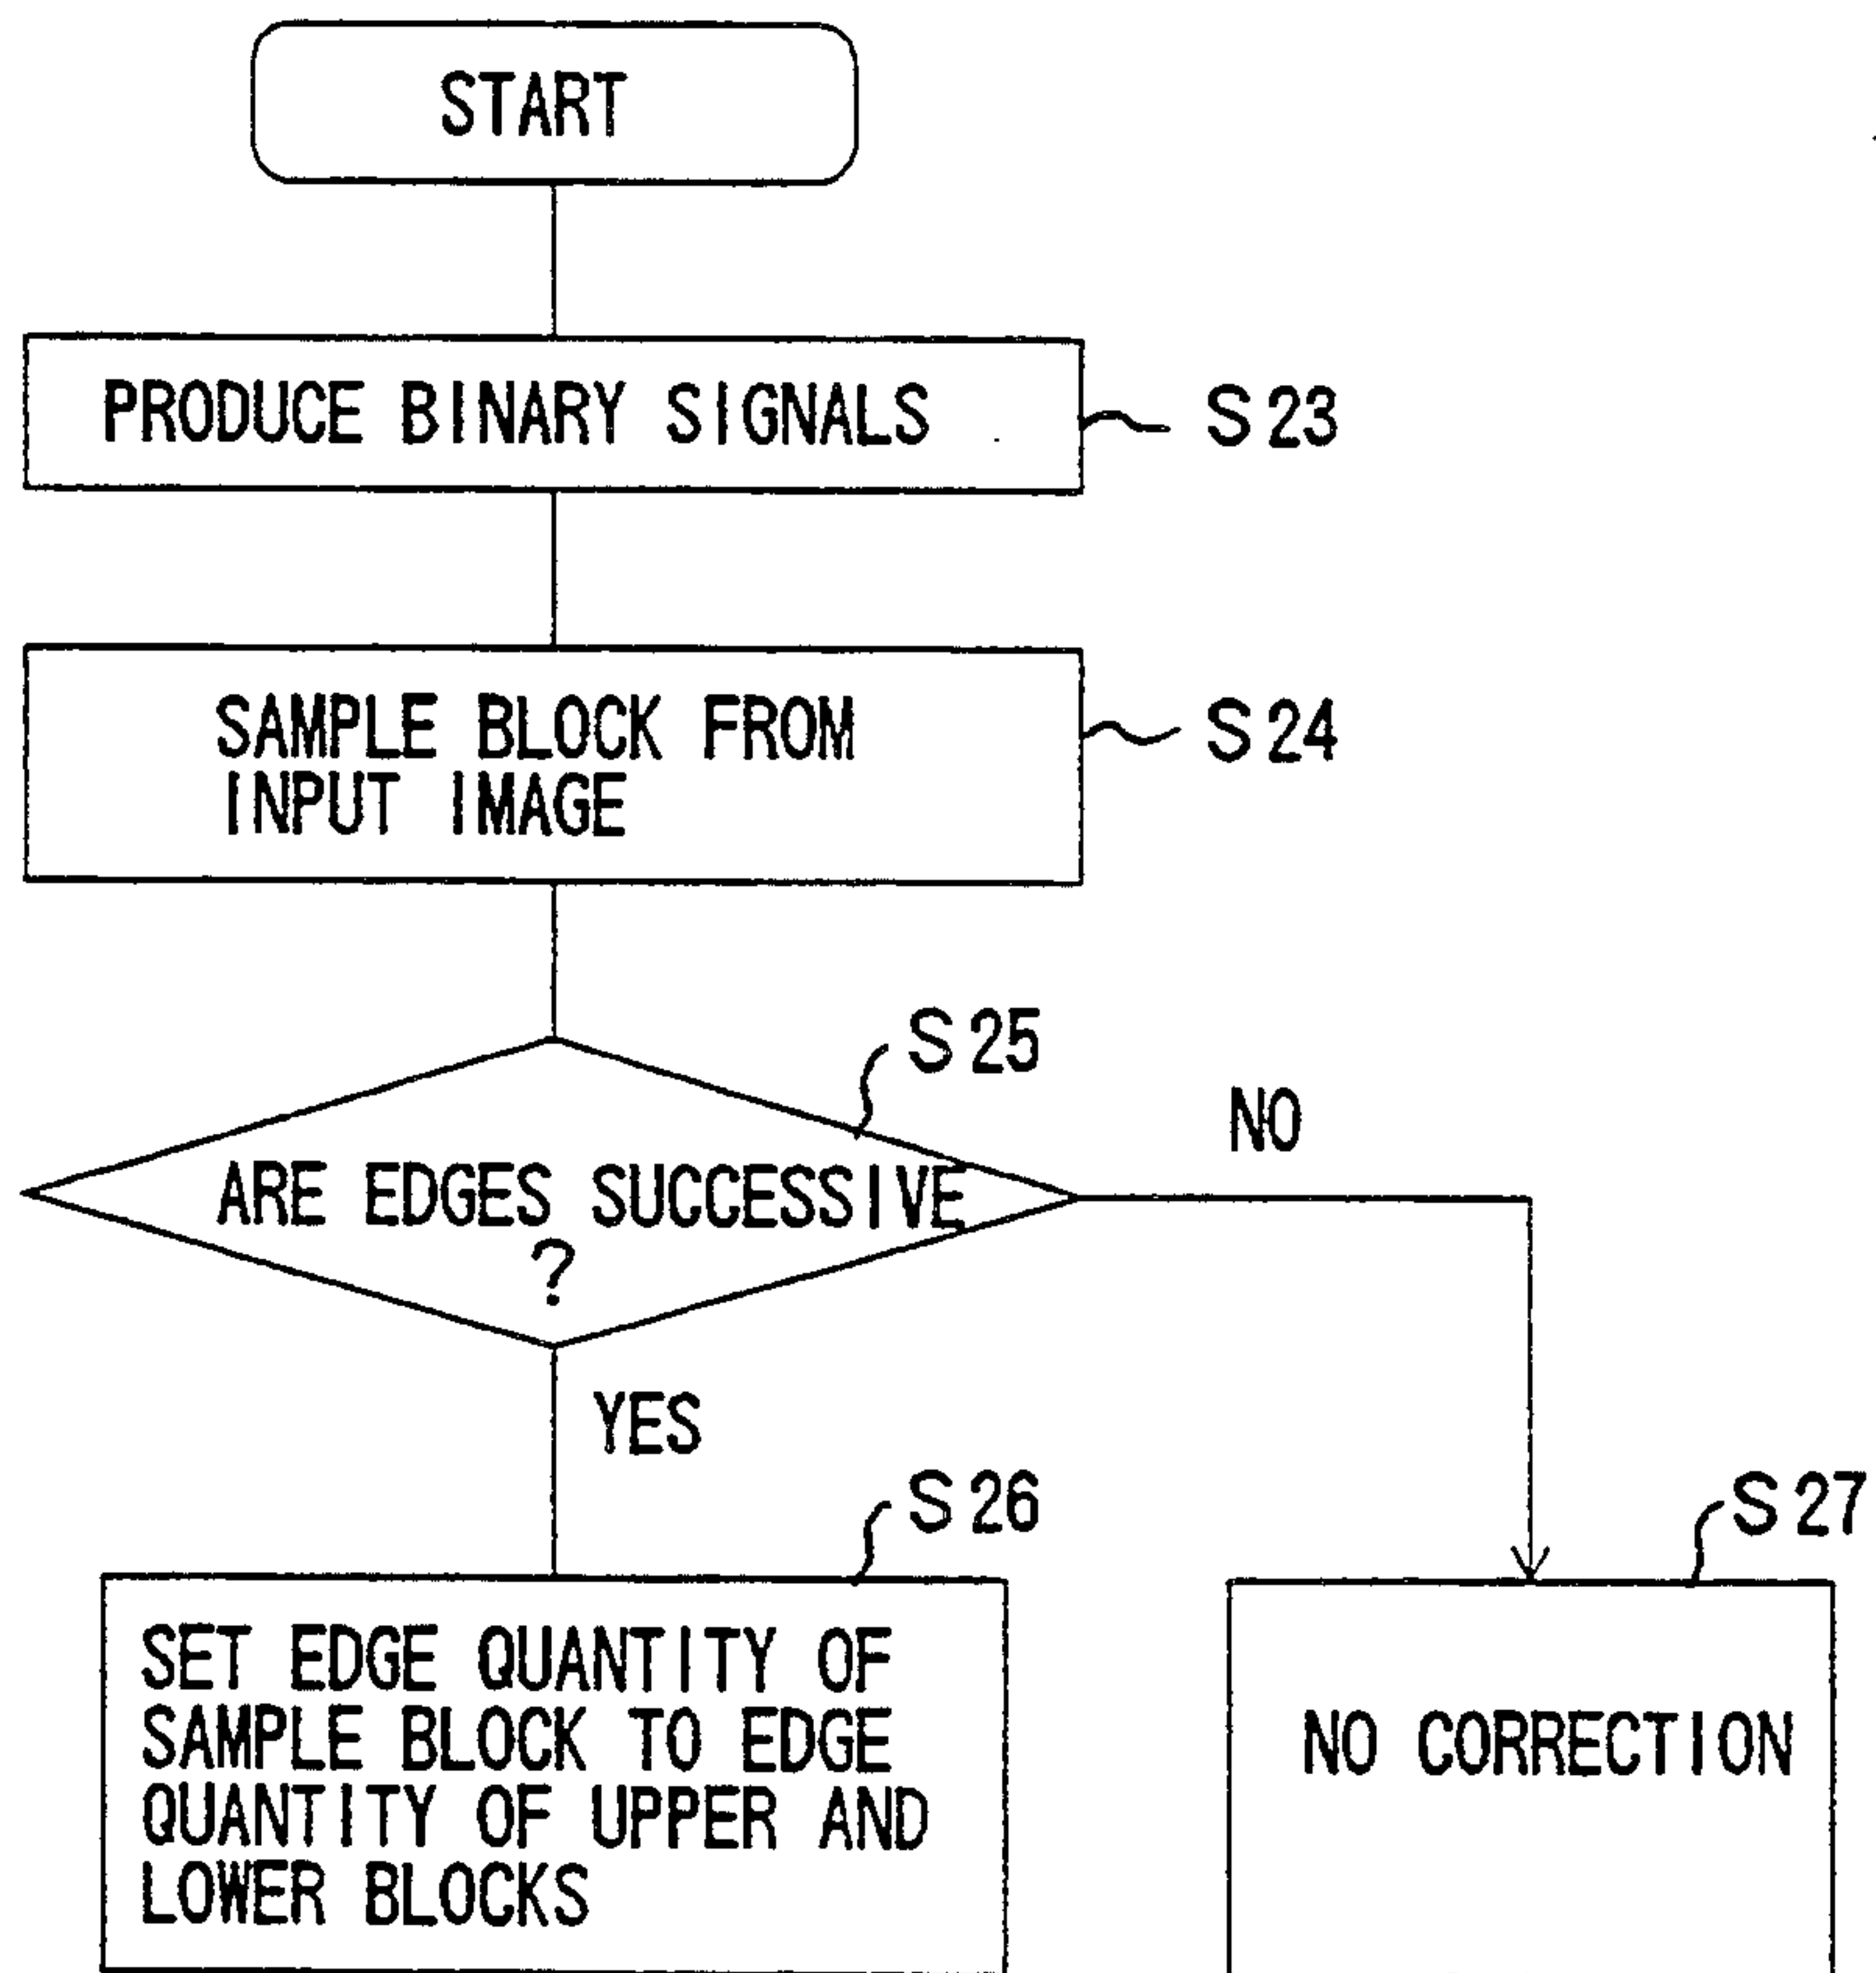 START
PRODUCE BINARY SIGNALS
S23
SAMPLE BLOCK FROM
INPUT IMAGE
S24
S25
ARE EDGES SUCCESSIVE
?
NO
YES
S26
SET EDGE QUANTITY OF
SAMPLE BLOCK TO EDGE
QUANTITY OF UPPER AND
LOWER BLOCKS
S27
NO CORRECTION